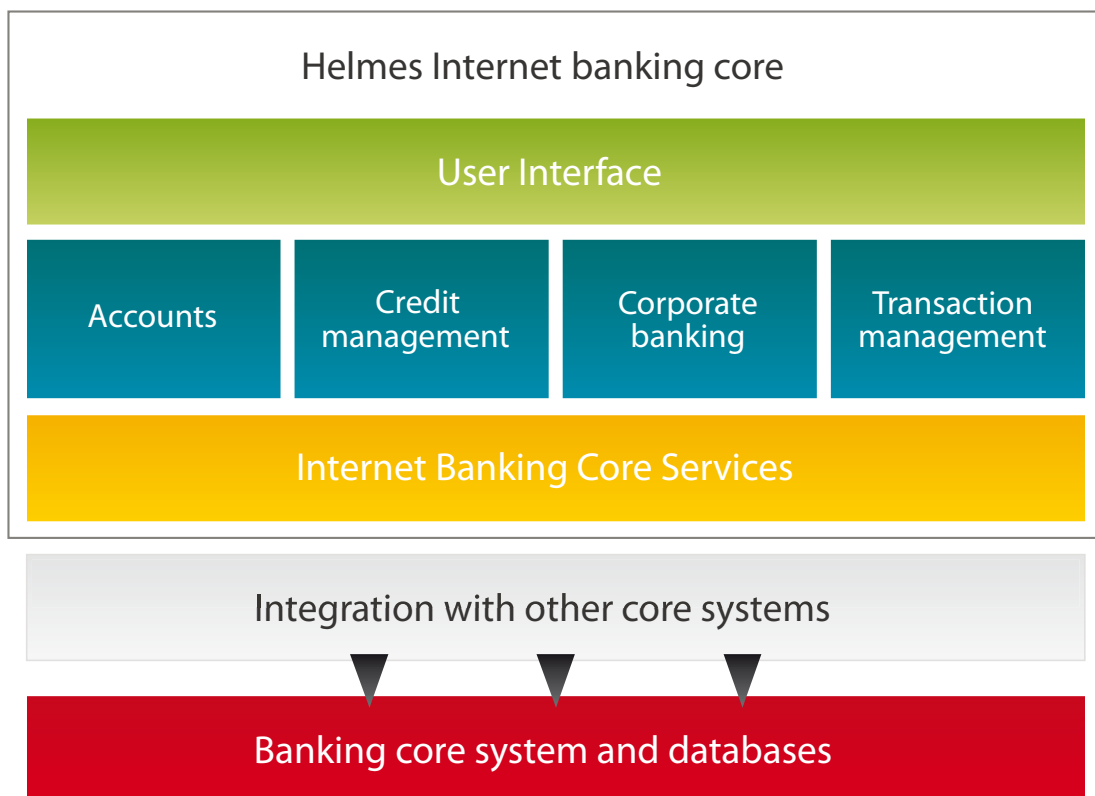 Helmes Internet banking core
User Interface
Accounts
Credit
management
Corporate
banking
Transaction
management
Internet Banking Core Services
Integration with other core systems
Banking core system and databases